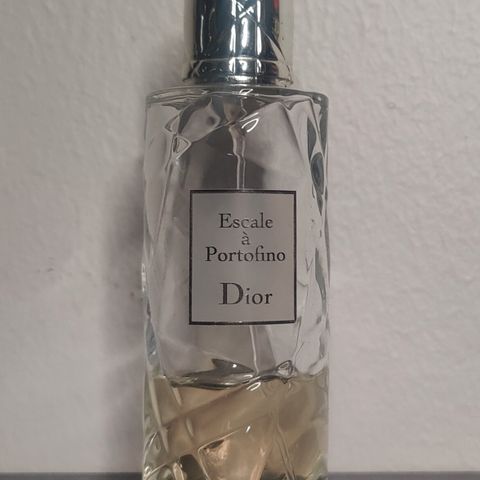 Escale
à
Portofino
Dior